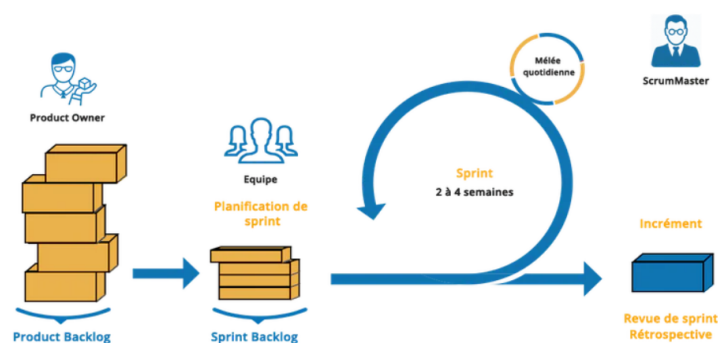 Product Owner
Product Backlog
Equipe
Planification de
sprint
Sprint Backlog
Mêlée
quotidienne
Sprint
2 à 4 semaines
ScrumMaster
Incrément
Revue de sprint
Rétrospective